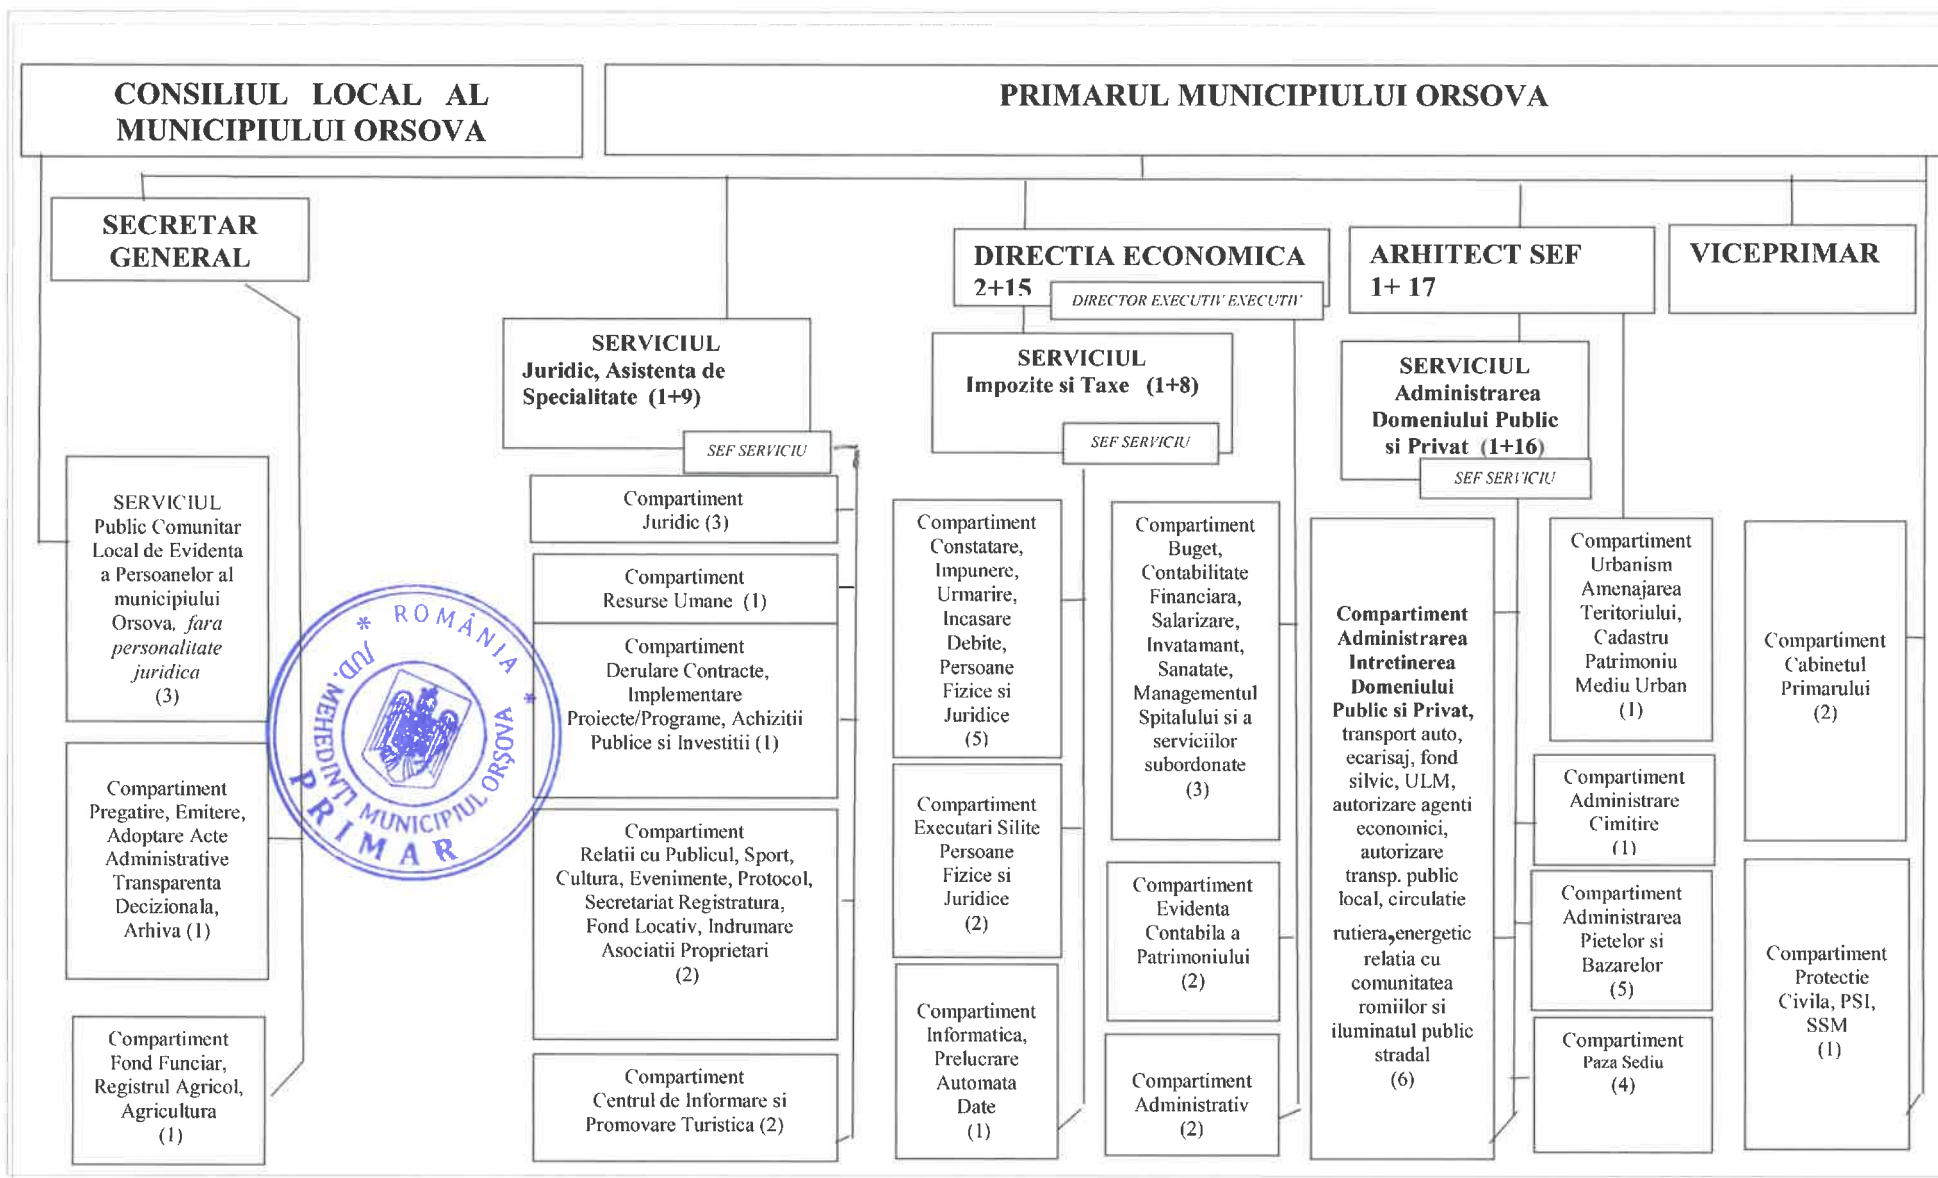 CONSILIUL LOCAL AL
MUNICIPIULUI ORSOVA
PRIMARUL MUNICIPIULUI ORSOVA
SECRETAR
GENERAL
DIRECTIA ECONOMICA
2+15
DIRECTOR EXECUTIV EXECUTIV
ARHITECT SEF
1+ 17
VICEPRIMAR
SERVICIUL
Juridic, Asistenta de
Specialitate (1+9)
SEF SERVICIU
SERVICIUL
Impozite si Taxe (1+8)
SEF SERVICIU
SERVICIUL
Administrarea
Domeniului Public
si Privat (1+16)
SEF SERVICIU
SERVICIUL
Public Comunitar
Local de Evidenta
a Persoanelor al
municipiului
Orsova, fara
personalitate
juridica
(3)
Compartiment
Pregatire, Emitere,
Adoptare Acte
Administrative
Transparenta
Decizionala,
Arhiva (1)
Compartiment
Fond Funciar,
Registrul Agricol,
Agricultura
(1)
* ROMÂNIA *
JUD. MEHEDINȚI MUNICIPIUL ORȘOVA
PRIMAR
Compartiment
Juridic (3)
Compartiment
Resurse Umane (1)
Compartiment
Derulare Contracte,
Implementare
Proiecte/Programe, Achizitii
Publice si Investitii (1)
Compartiment
Relatii cu Publicul, Sport,
Cultura, Evenimente, Protocol,
Secretariat Registratura,
Fond Locativ, Indrumare
Asociatii Proprietari
(2)
Compartiment
Centrul de Informare si
Promovare Turistica (2)
Compartiment
Constatare,
Impunere,
Urmarire,
Incasare
Debite,
Persoane
Fizice si
Juridice
(5)
Compartiment
Executari Silite
Persoane
Fizice si
Juridice
(2)
Compartiment
Informatica,
Prelucrare
Automata
Date
(1)
Compartiment
Buget,
Contabilitate
Financiara,
Salarizare,
Invatamant,
Sanatate,
Managementul
Spitalului si a
serviciilor
subordonate
(3)
Compartiment
Evidenta
Contabila a
Patrimoniului
(2)
Compartiment
Administrativ
(2)
Compartiment
Administrarea
Intretinerea
Domeniului
Public si Privat,
transport auto,
ecarisaj, fond
silvic, ULM,
autorizare agenti
economici,
autorizare
transp. public
local, circulatie
rutiera,energetic
relatia cu
comunitatea
romiilor si
iluminatul public
stradal
(6)
Compartiment
Urbanism
Amenajarea
Teritoriului,
Cadastru
Patrimoniu
Mediu Urban
(1)
Compartiment
Administrare
Cimitire
(1)
Compartiment
Administrarea
Pietelor si
Bazarelor
(5)
Compartiment
Paza Sediu
(4)
Compartiment
Cabinetul
Primarului
(2)
Compartiment
Protectie
Civila, PSI,
SSM
(1)